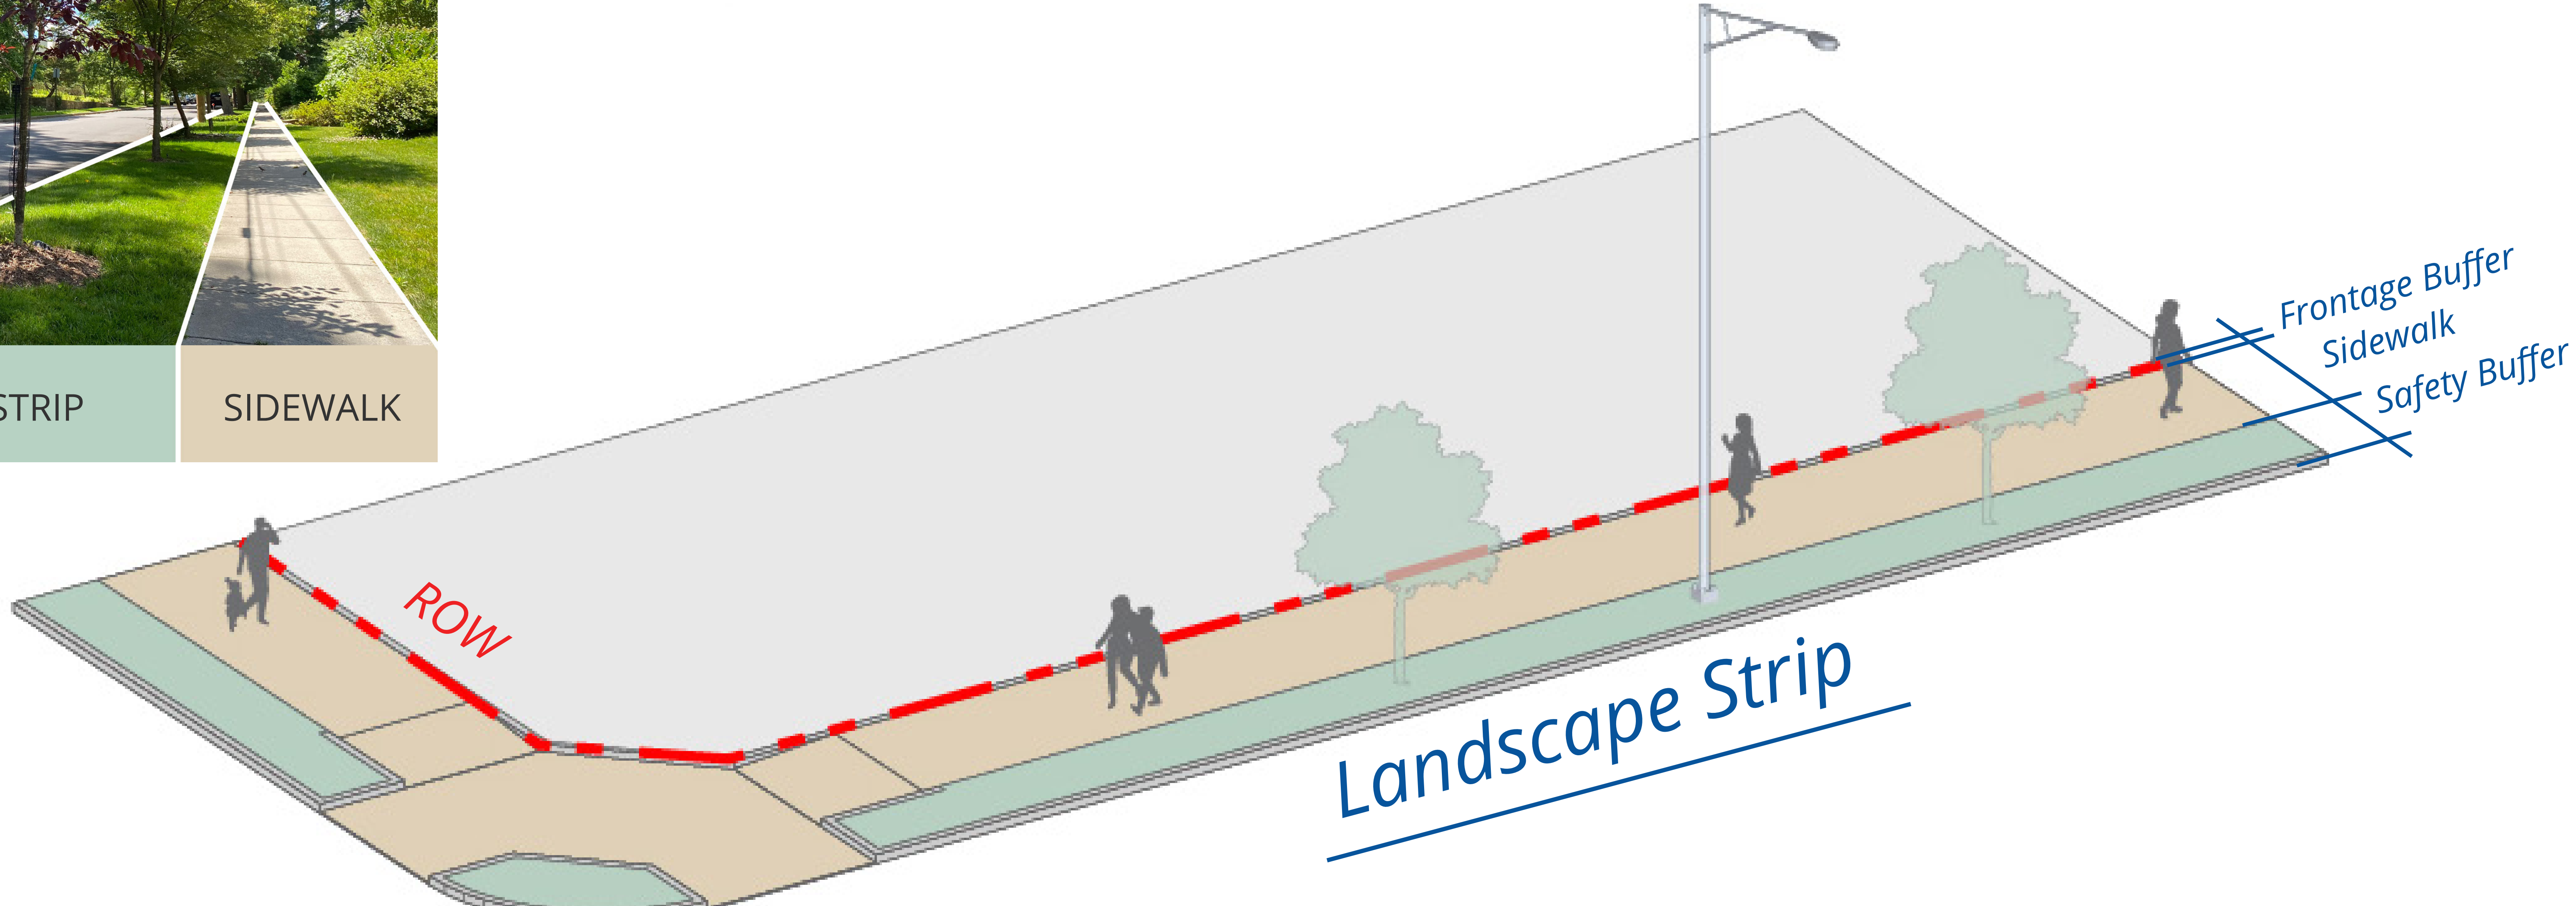 STRIP
SIDEWALK
ROW
Frontage Buffer
Sidewalk
Safety Buffer
Landscape Strip